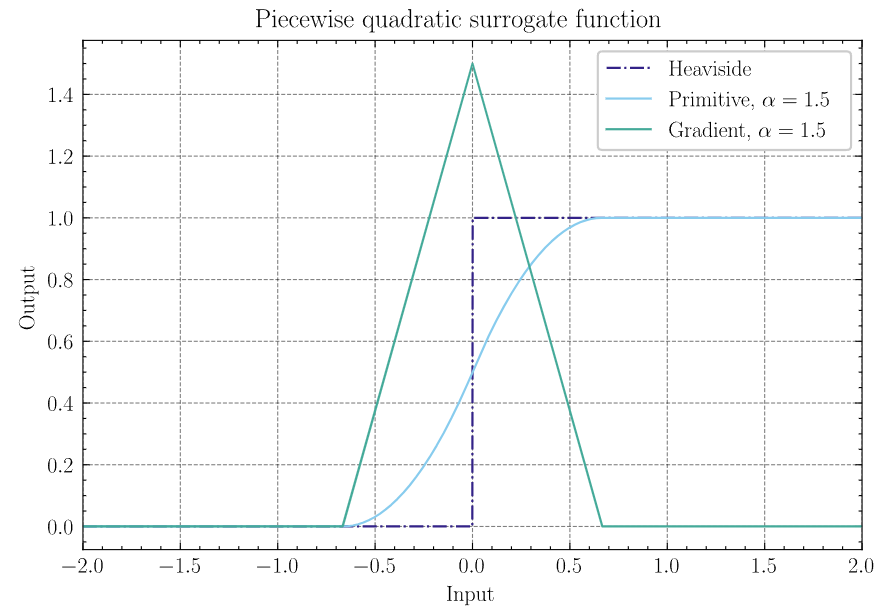 Piecewise quadratic surrogate function
Heaviside
Primitive, α = 1.5
Gradient, α = 1.5
Output
1.4
1.2
1.0
0.8
0.6
0.4
0.2
0.0
−2.0 −1.5 −1.0 −0.5 0.0 0.5 1.0 1.5 2.0
Input